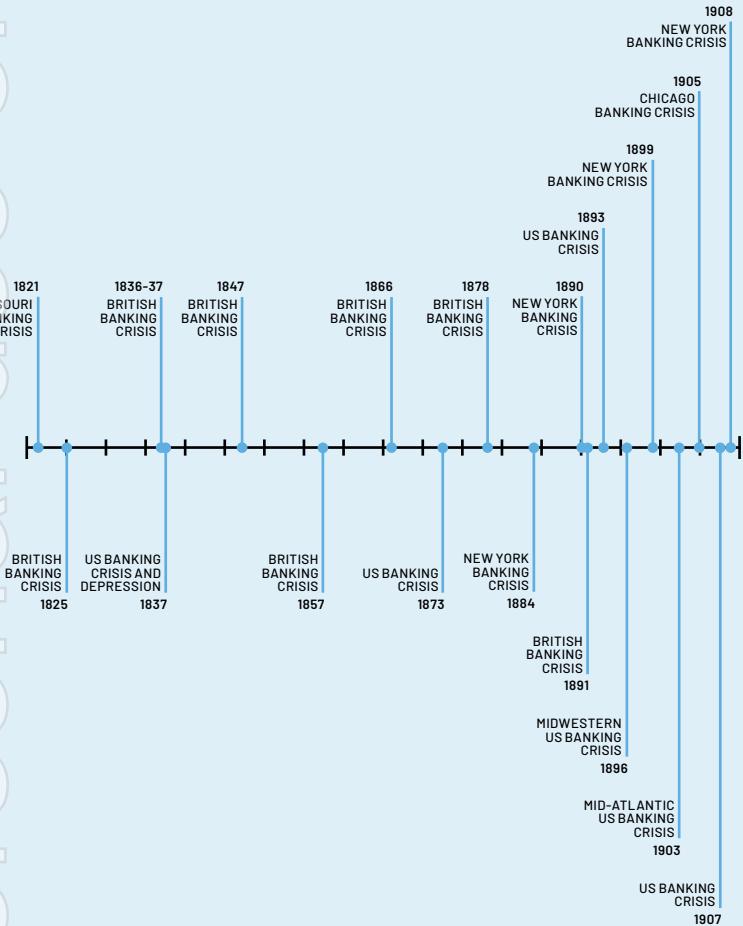 1908
NEW YORK
BANKING CRISIS
1905
CHICAGO
BANKING CRISIS
1899
NEW YORK
BANKING CRISIS
1893
US BANKING
CRISIS
1821
1836-37
BRITISH
BANKING
CRISIS
1847
BRITISH
BANKING
CRISIS
1866
BRITISH
BANKING
CRISIS
1878
BRITISH
BANKING
CRISIS
1890
NEW YORK
BANKING
CRISIS
BRITISH
BANKING
CRISIS
1825
US BANKING
CRISIS AND
DEPRESSION
1837
BRITISH
BANKING
CRISIS
1857
US BANKING
CRISIS
1873
NEW YORK
BANKING
CRISIS
1884
BRITISH
BANKING
CRISIS
1891
MIDWESTERN
US BANKING
CRISIS
1896
MID-ATLANTIC
US BANKING
CRISIS
1903
US BANKING
CRISIS
1907